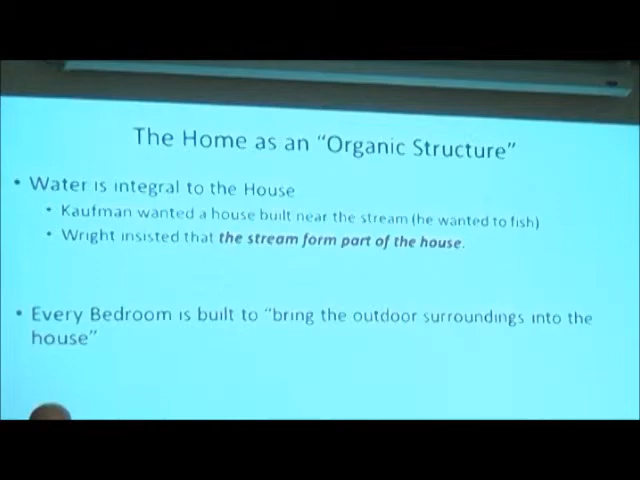 The Home as an “Organic Structure”
• Water is integral to the House
• Kaufman wanted a house built near the stream (he wanted to fish)
• Wright insisted that the stream form part of the house.
• Every Bedroom is built to “bring the outdoor surroundings into the
house”